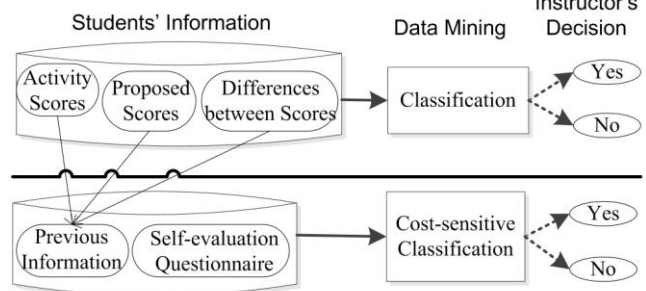 Students' Information
Data Mining
Instructor's
Decision
Activity
Scores
Proposed
Scores
Differences
between Scores
Classification
Yes
No
Previous
Information
Self-evaluation
Questionnaire
Cost-sensitive
Classification
Yes
No